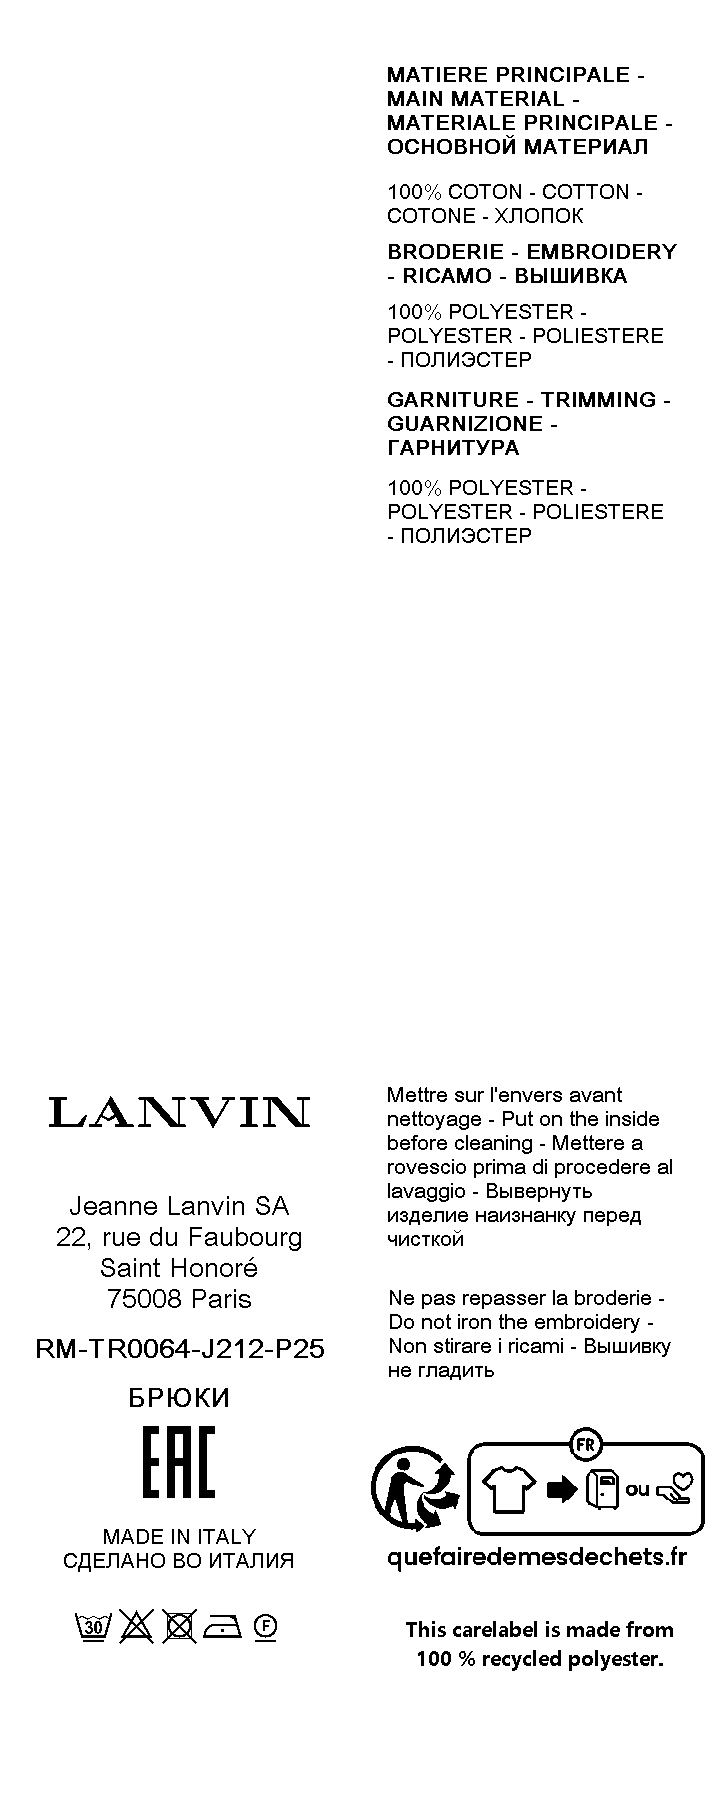 MATIERE PRINCIPALE -
MAIN MATERIAL -
MATERIALE PRINCIPALE -
ОСНОВНОЙ МАТЕРИАЛ
100% COTON - COTTON -
COTONE - ХЛОПОК
BRODERIE - EMBROIDERY
- RICAMO - ВЫШИВКА
100% POLYESTER -
POLYESTER - POLIESTERE
- ПОЛИЭСТЕР
GARNITURE - TRIMMING -
GUARNIZIONE -
ГАРНИТУРА
100% POLYESTER -
POLYESTER - POLIESTERE
- ПОЛИЭСТЕР
LANVIN
Jeanne Lanvin SA
22, rue du Faubourg
Saint Honoré
75008 Paris
RM-TR0064-J212-P25
БРЮКИ
EAC
MADE IN ITALY
СДЕЛАНО ВО ИТАЛИЯ
30
F
Mettre sur l'envers avant
nettoyage - Put on the inside
before cleaning - Mettere a
rovescio prima di procedere al
lavaggio - Вывернуть
изделие наизнанку перед
чисткой
Ne pas repasser la broderie -
Do not iron the embroidery -
Non stirare i ricami - Вышивку
не гладить
FR
ou
quefairedemesdechets.fr
This carelabel is made from
100 % recycled polyester.